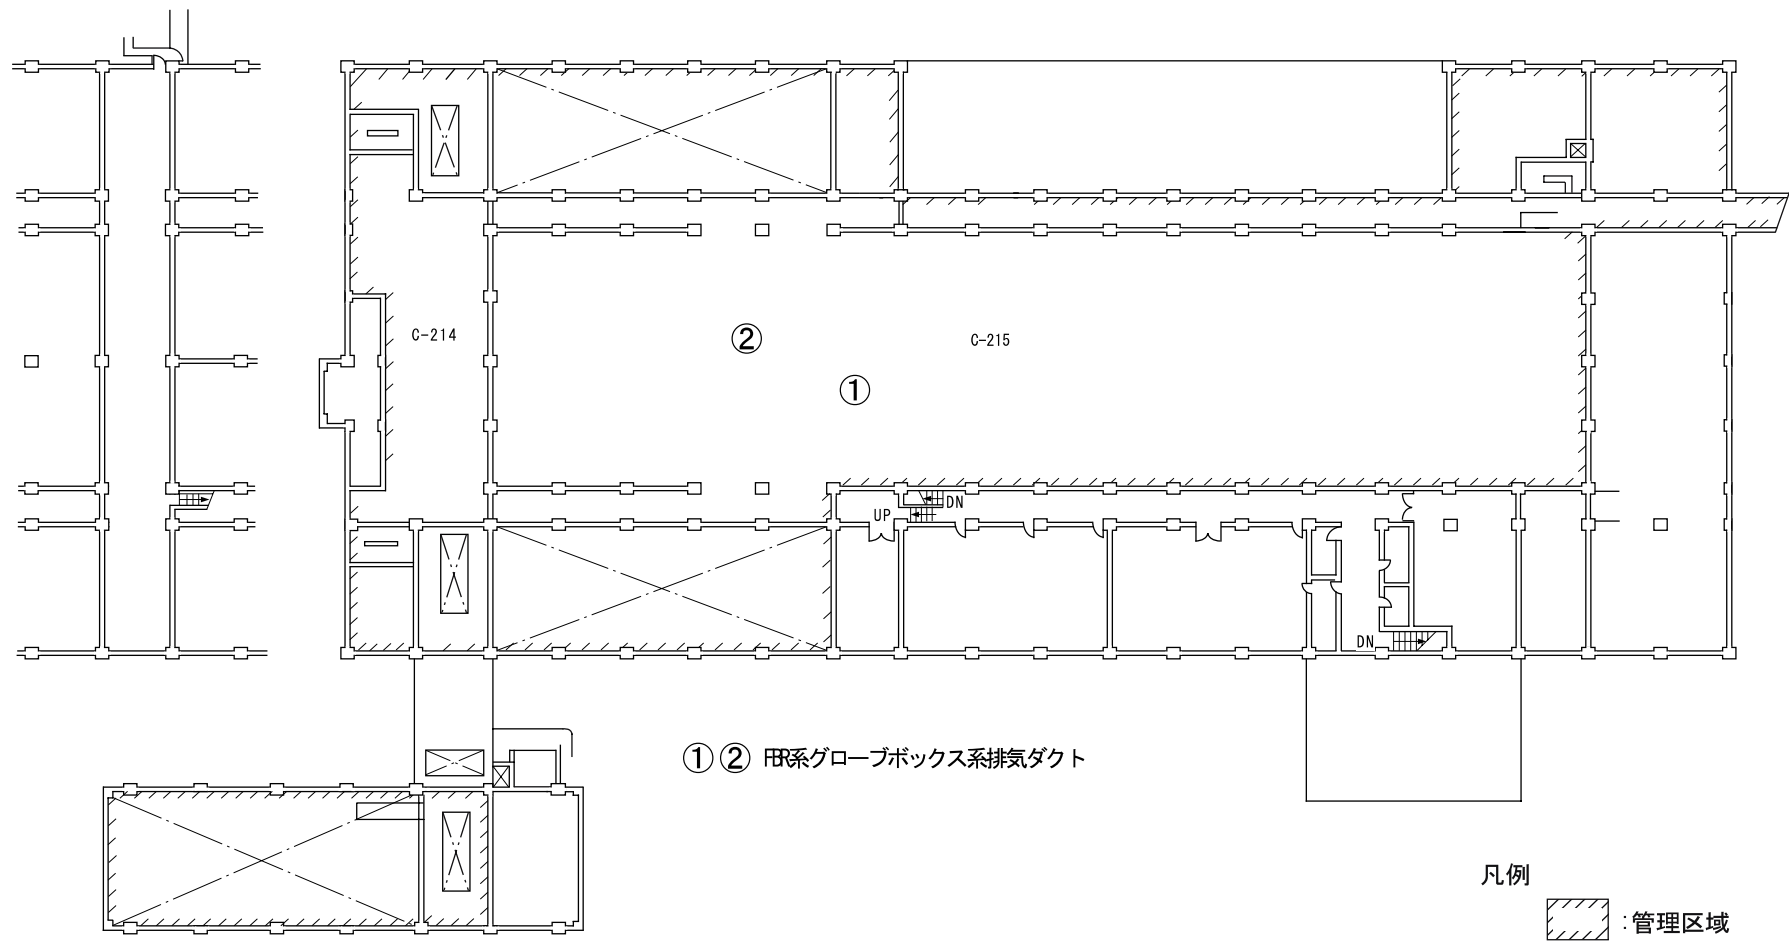 C-214
②
C-215
①
DN
UP
DN
①② FBR系グローブボックス系排気ダクト
凡例
:管理区域